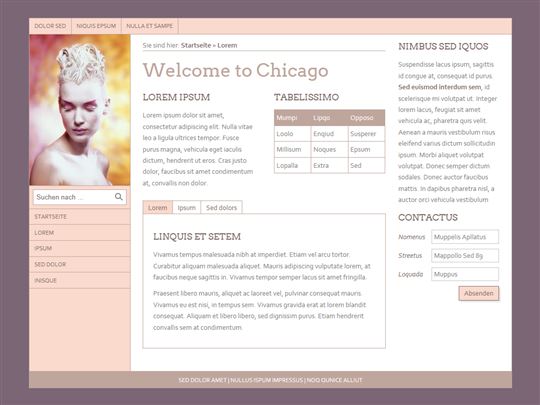 DOLOR SED NIQUIS EPSUM NULLA ET SAMPE
Suchen nach ...
STARTSEITE
LOREM
IPSUM
SED DOLOR
INISQUE
Sie sind hier: Startseite » Lorem
Welcome to Chicago
LOREM IPSUM
Lorem ipsum dolor sit amet,
consectetur adipiscing elit. Nulla vitae
leo a ligula ultrices tempor. Fusce
purus magna, vehicula eget iaculis
dictum, hendrerit ut eros. Cras justo
dolor, faucibus sit amet condimentum
at, convallis sed nisi.
TABELISSIMO
Mumpi Lipqo Opposo
Loolo Enqiud Susperer
Millisum Noques Epsum
Lopalla Extra Sed
Lorem Ipsum Sed dolors
LINQUIS ET SETEM
Vivamus tempus malesuada nibh at imperdiet. Etiam vel arcu tortor.
Curabitur aliquam malesuada aliquet. Mauris adipiscing vulputate lorem, at
faucibus neque sagittis in. Vivamus tempor semper lacus sit amet fringilla.
Praesent libero mauris, aliquet ac laoreet vel, pulvinar consequat mauris.
Vivamus eu est nisi, in tempus sem. Vivamus gravida erat at lorem blandit
consequat. Aliquam et libero libero, sed dignissim purus. Etiam hendrerit
convallis sem at condimentum.
NIMBUS SED IQUOS
Suspendisse lacus ipsum, sagittis
id congue at, consequat id purus.
Sed euismod interdum sem, id
scelerisque mi volutpat ut. Integer
lorem lacus, feugiat sit amet
vehicula ac, pharetra quis velit.
Aenean a mauris vestibulum risus
eleifend varius dictum sollicitudin
ipsum. Morbi aliquet volutpat
volutpat. Donec semper dictum
sodales. Donec auctor faucibus
mattis. In dapibus pharetra nisl, a
auctor orci vehicula vestibulum
CONTACTUS
Namenus Muppelis Apllatus
Streetus Mappollo Sed 89
Loquada Muppus
Absenden
SED DOLOR AMET | NULLUS ISPUM IMPRESSUS | NOQ QUNICE ALLIUT